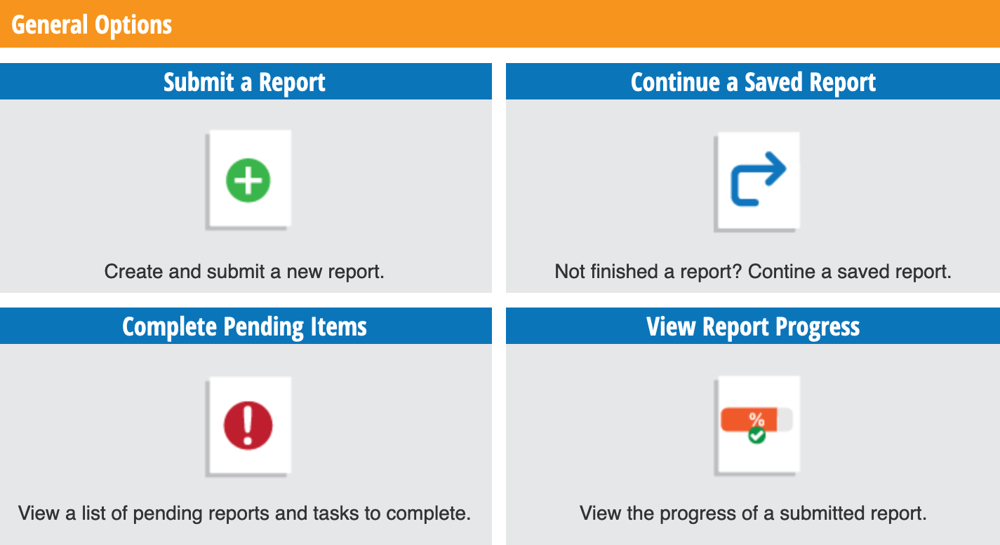 General Options
Submit a Report
Create and submit a new report.
Continue a Saved Report
Not finished a report? Contine a saved report.
Complete Pending Items
View a list of pending reports and tasks to complete.
View Report Progress
%
View the progress of a submitted report.